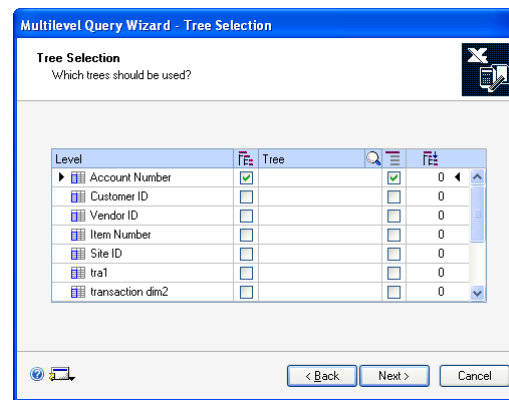 Multilevel Query Wizard - Tree Selection
Tree Selection
Which trees should be used?
Level Tree
Account Number 0
Customer ID 0
Vendor ID 0
Item Number 0
Site ID 0
tra1 0
transaction dim2 0
< Back Next > Cancel